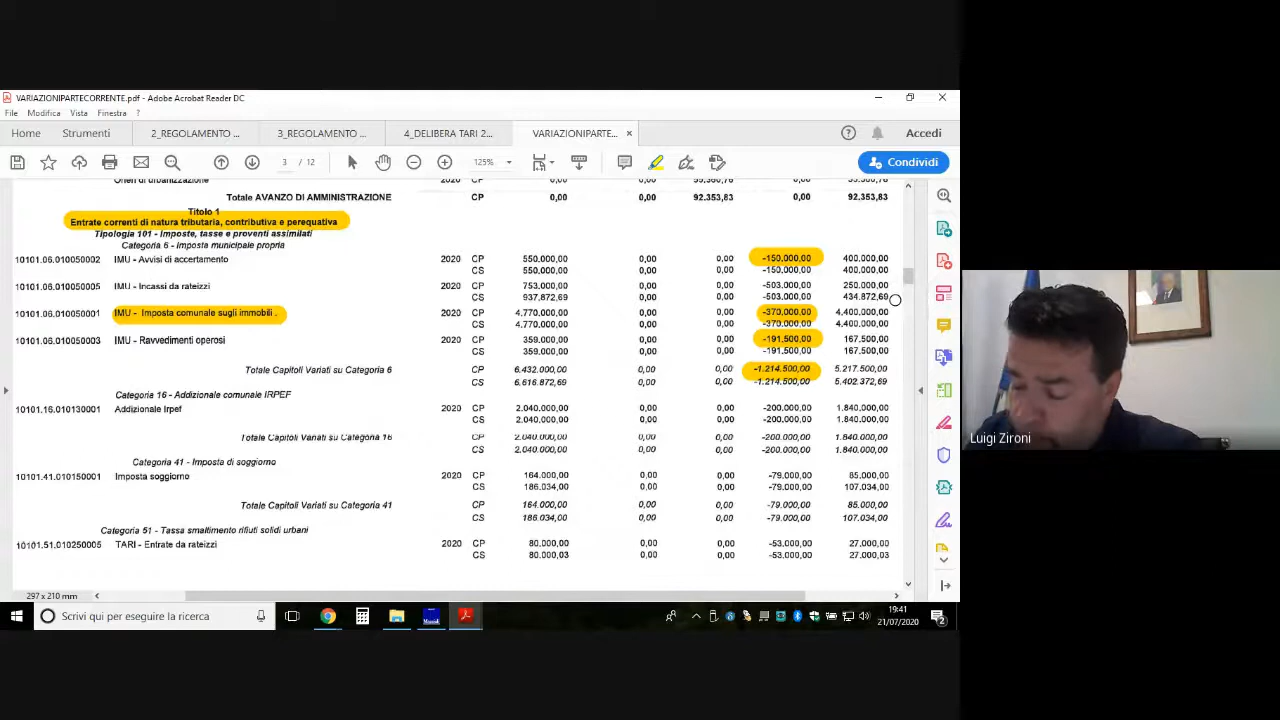 VARIAZIONIPARTECORRENTE.pdf - Adobe Acrobat Reader DC
File Modifica Vista Finestra ?
Home Strumenti 2_REGOLAMENTO ... 3_REGOLAMENTO ... 4_DELIBERA TARI 2... VARIAZIONIPARTE... × Accedi
3 / 12 125% Condividi
Oneri di urbanizzazione 2020 CP 0,00 0,00
Totale AVANZO DI AMMINISTRAZIONE CP 0,00 0,00 92.353,83 0,00 92.353,83
Titolo 1
Entrate correnti di natura tributaria, contributiva e perequativa
Tipologia 101 - Imposte, tasse e proventi assimilati
Categoria 6 - Imposta municipale propria
10101.06.010050002 IMU - Avvisi di accertamento 2020 CP 550.000,00 0,00 0,00 -150.000,00 400.000,00
CS 550.000,00 0,00 0,00 -150.000,00 400.000,00
10101.06.010050005 IMU - Incassi da rateizzi 2020 CP 753.000,00 0,00 0,00 -503.000,00 250.000,00
CS 937.872,69 0,00 0,00 -503.000,00 434.872,69
10101.06.010050001 IMU - Imposta comunale sugli immobili . 2020 CP 4.770.000,00 0,00 0,00 -370.000,00 4.400.000,00
CS 4.770.000,00 0,00 0,00 -370.000,00 4.400.000,00
10101.06.010050003 IMU - Ravvedimenti operosi 2020 CP 359.000,00 0,00 0,00 -191.500,00 167.500,00
CS 359.000,00 0,00 0,00 -191.500,00 167.500,00
Totale Capitoli Variati su Categoria 6 CP 6.432.000,00 0,00 0,00 -1.214.500,00 5.217.500,00
CS 6.616.872,69 0,00 0,00 -1.214.500,00 5.402.372,69
Categoria 16 - Addizionale comunale IRPEF
10101.16.010130001 Addizionale Irpef 2020 CP 2.040.000,00 0,00 0,00 -200.000,00 1.840.000,00
CS 2.040.000,00 0,00 0,00 -200.000,00 1.840.000,00
Totale Capitoli Variati su Categoria 16 CP 2.040.000,00 0,00 0,00 -200.000,00 1.840.000,00
CS 2.040.000,00 0,00 0,00 -200.000,00 1.840.000,00
Categoria 41 - Imposta di soggiorno
10101.41.010150001 Imposta soggiorno 2020 CP 164.000,00 0,00 0,00 -79.000,00 85.000,00
CS 186.034,00 0,00 0,00 -79.000,00 107.034,00
Totale Capitoli Variati su Categoria 41 CP 164.000,00 0,00 0,00 -79.000,00 85.000,00
CS 186.034,00 0,00 0,00 -79.000,00 107.034,00
Categoria 51 - Tassa smaltimento rifiuti solidi urbani
10101.51.010250005 TARI - Entrate da rateizzi 2020 CP 80.000,00 0,00 0,00 -53.000,00 27.000,00
CS 80.000,03 0,00 0,00 -53.000,00 27.000,03
297 x 210 mm
Scrivi qui per eseguire la ricerca
19:41
21/07/2020
2
Luigi Zironi